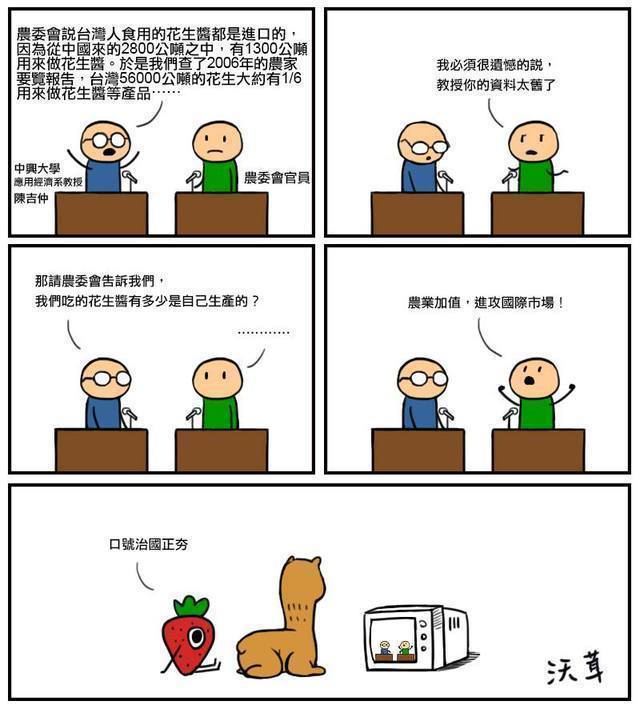 農委會説台灣人食用的花生醬都是進口的，
因為從中國來的2800公噸之中，有1300公噸
用來做花生醬。於是我們查了2006年的農家
要覽報告，台灣56000公噸的花生大約有1/6
用來做花生醬等產品……
中興大學
應用經濟系教授
陳吉仲
農委會官員
我必須很遺憾的説，
教授你的資料太舊了
那請農委會告訴我們，
我們吃的花生醬有多少是自己生產的？
…………
農業加值，進攻國際市場！
口號治國正夯
沃草